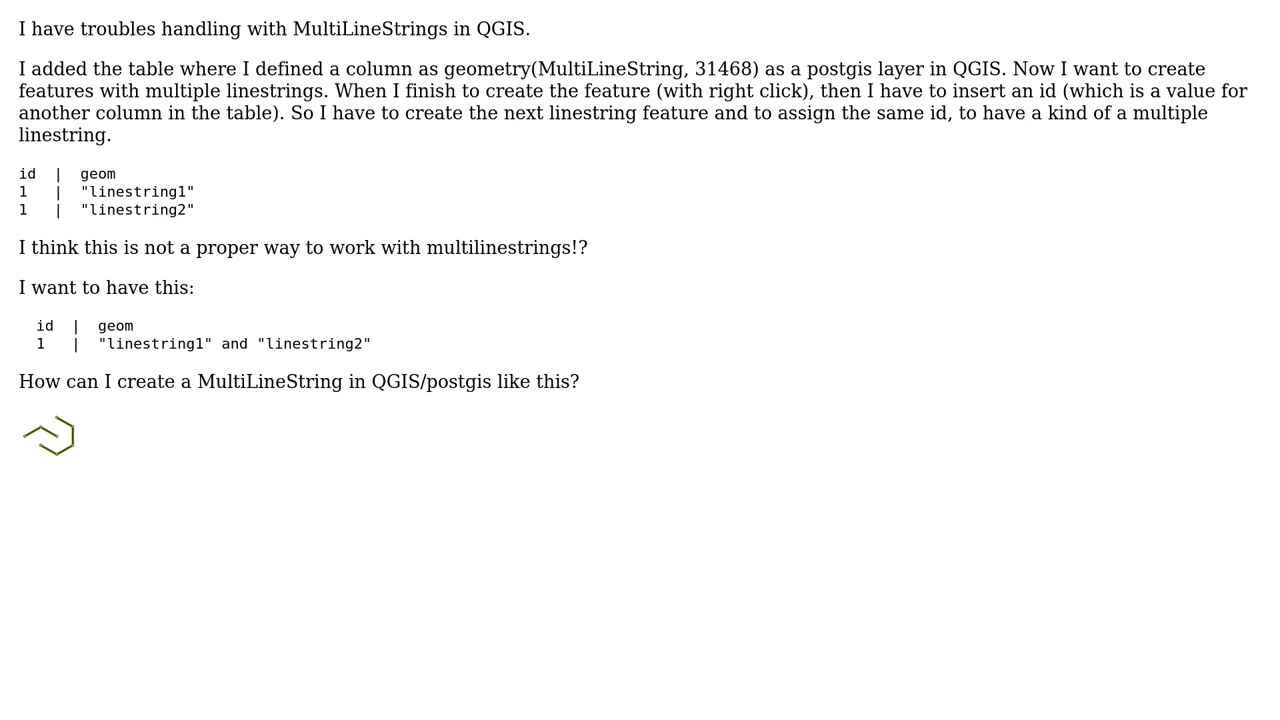 I have troubles handling with MultiLineStrings in QGIS.
I added the table where I defined a column as geometry(MultiLineString, 31468) as a postgis layer in QGIS. Now I want to create
features with multiple linestrings. When I finish to create the feature (with right click), then I have to insert an id (which is a value for
another column in the table). So I have to create the next linestring feature and to assign the same id, to have a kind of a multiple
linestring.
id  |  geom
1   |  "linestring1"
1   |  "linestring2"
I think this is not a proper way to work with multilinestrings!?
I want to have this:
id  |  geom
1   |  "linestring1" and "linestring2"
How can I create a MultiLineString in QGIS/postgis like this?